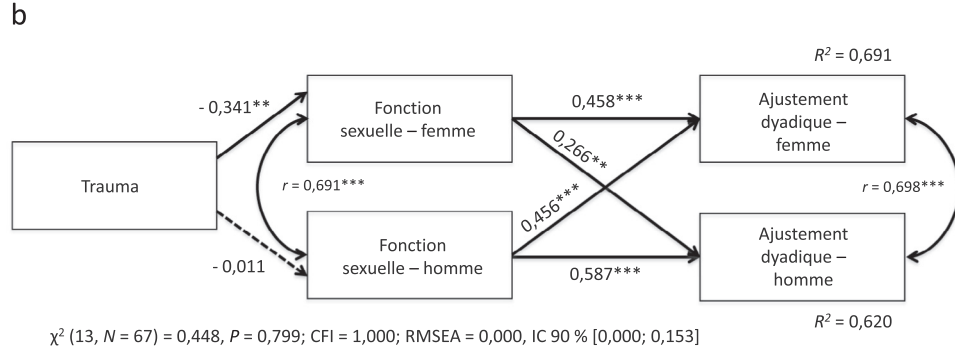 b
R² = 0,691
- 0,341**
Fonction
sexuelle – femme
0,458***
Ajustement
dyadique –
femme
0,266**
Trauma
r = 0,691***
r = 0,698***
0,456***
- 0,011
Fonction
sexuelle – homme
0,587***
Ajustement
dyadique –
homme
R² = 0,620
χ² (13, N = 67) = 0,448, P = 0,799; CFI = 1,000; RMSEA = 0,000, IC 90 % [0,000; 0,153]